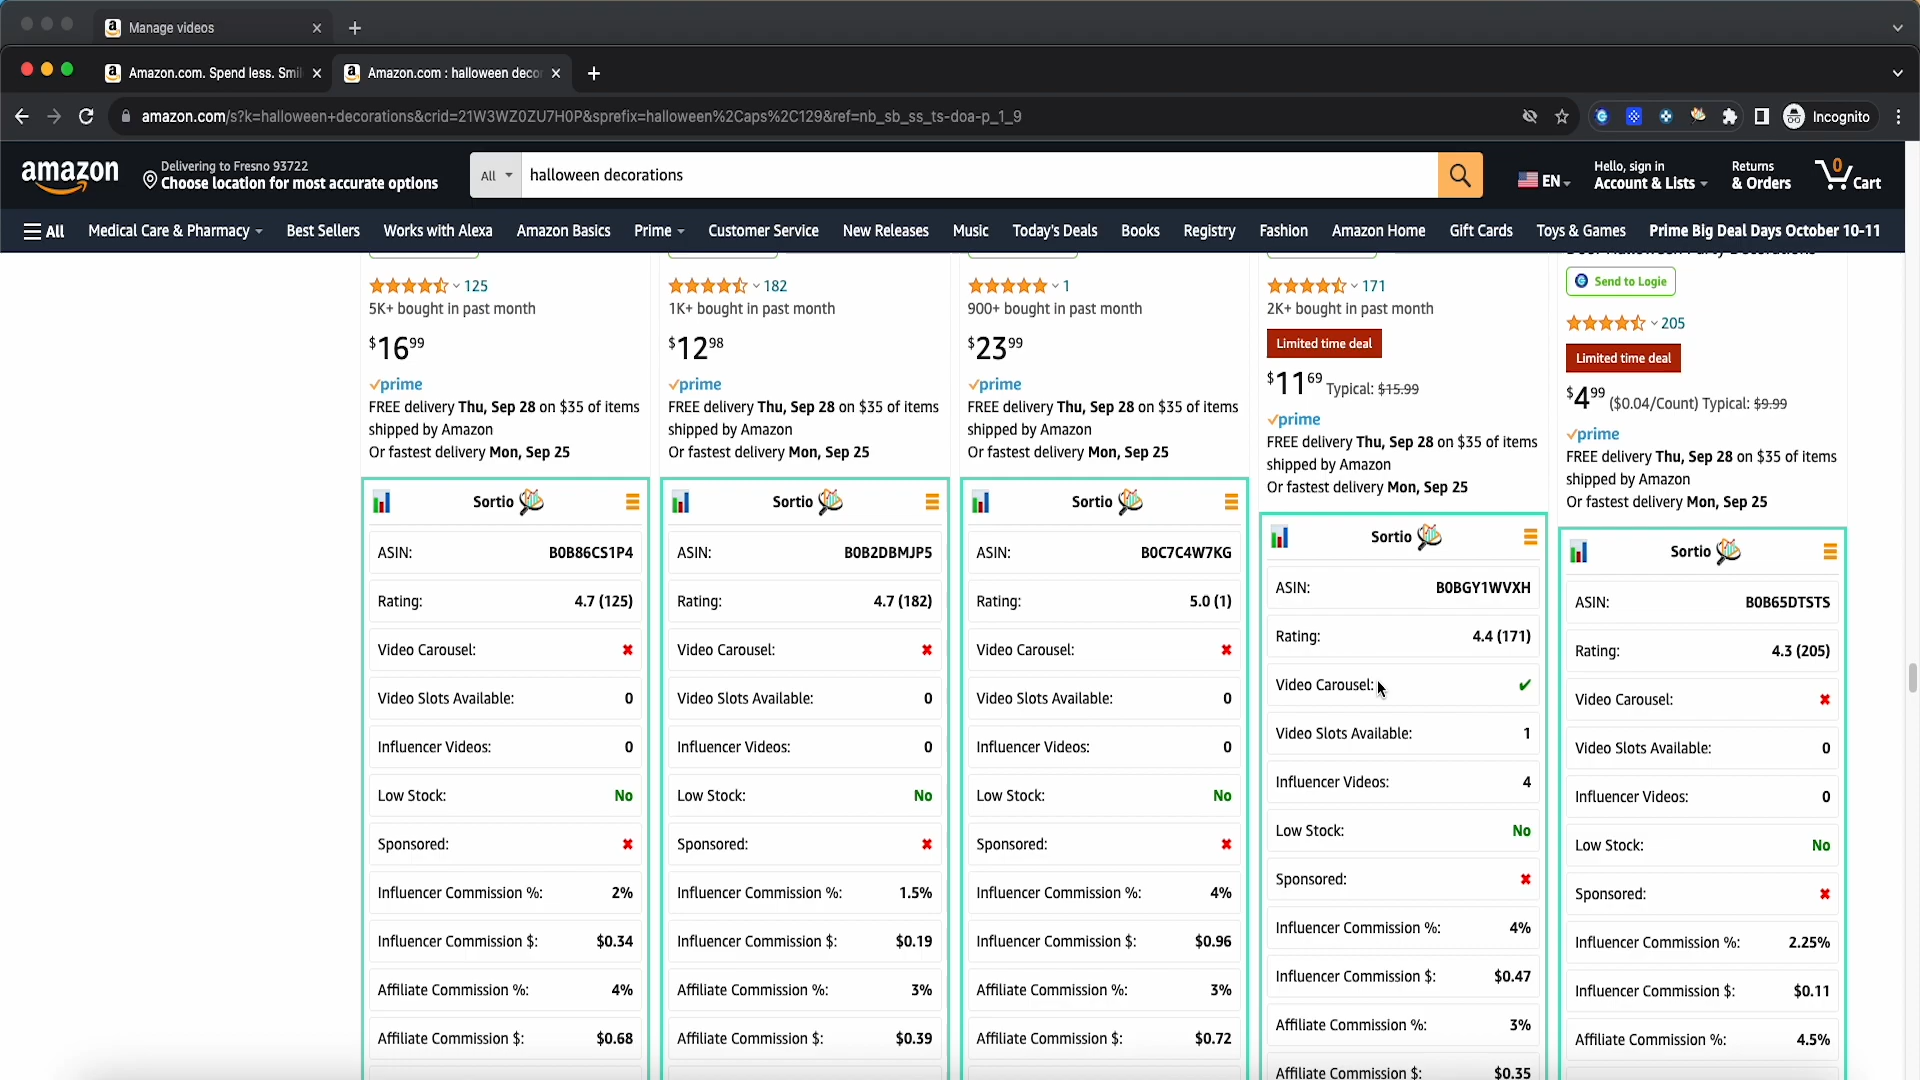 Manage videos
Amazon.com. Spend less. Smil
Amazon.com : halloween decor
amazon.com/s?k=halloween+decorations&crid=21W3WZ0ZU7H0P&sprefix=halloween%2Caps%2C129&ref=nb_sb_ss_ts-doa-p_1_9
Incognito
amazon
Delivering to Fresno 93722
Choose location for most accurate options
All
halloween decorations
EN
Hello, sign in
Account & Lists
Returns
& Orders
0
Cart
All
Medical Care & Pharmacy
Best Sellers
Works with Alexa
Amazon Basics
Prime
Customer Service
New Releases
Music
Today's Deals
Books
Registry
Fashion
Amazon Home
Gift Cards
Toys & Games
Prime Big Deal Days October 10-11
125
5K+ bought in past month
$16 99
prime
FREE delivery Thu, Sep 28 on $35 of items
shipped by Amazon
Or fastest delivery Mon, Sep 25
Sortio
ASIN: B0B86CS1P4
Rating: 4.7 (125)
Video Carousel:
Video Slots Available: 0
Influencer Videos: 0
Low Stock: No
Sponsored:
Influencer Commission %: 2%
Influencer Commission $: $0.34
Affiliate Commission %: 4%
Affiliate Commission $: $0.68
182
1K+ bought in past month
$12 98
prime
FREE delivery Thu, Sep 28 on $35 of items
shipped by Amazon
Or fastest delivery Mon, Sep 25
Sortio
ASIN: B0B2DBMJP5
Rating: 4.7 (182)
Video Carousel:
Video Slots Available: 0
Influencer Videos: 0
Low Stock: No
Sponsored:
Influencer Commission %: 1.5%
Influencer Commission $: $0.19
Affiliate Commission %: 3%
Affiliate Commission $: $0.39
1
900+ bought in past month
$23 99
prime
FREE delivery Thu, Sep 28 on $35 of items
shipped by Amazon
Or fastest delivery Mon, Sep 25
Sortio
ASIN: B0C7C4W7KG
Rating: 5.0 (1)
Video Carousel:
Video Slots Available: 0
Influencer Videos: 0
Low Stock: No
Sponsored:
Influencer Commission %: 4%
Influencer Commission $: $0.96
Affiliate Commission %: 3%
Affiliate Commission $: $0.72
171
2K+ bought in past month
Limited time deal
$11 69 Typical: $15.99
prime
FREE delivery Thu, Sep 28 on $35 of items
shipped by Amazon
Or fastest delivery Mon, Sep 25
Sortio
ASIN: B0BGY1WVXH
Rating: 4.4 (171)
Video Carousel:
Video Slots Available: 1
Influencer Videos: 4
Low Stock: No
Sponsored:
Influencer Commission %: 4%
Influencer Commission $: $0.47
Affiliate Commission %: 3%
Affiliate Commission $: $0.35
Send to Logie
205
Limited time deal
$4 99 ($0.04/Count) Typical: $9.99
prime
FREE delivery Thu, Sep 28 on $35 of items
shipped by Amazon
Or fastest delivery Mon, Sep 25
Sortio
ASIN: B0B65DTSTS
Rating: 4.3 (205)
Video Carousel:
Video Slots Available: 0
Influencer Videos: 0
Low Stock: No
Sponsored:
Influencer Commission %: 2.25%
Influencer Commission $: $0.11
Affiliate Commission %: 4.5%